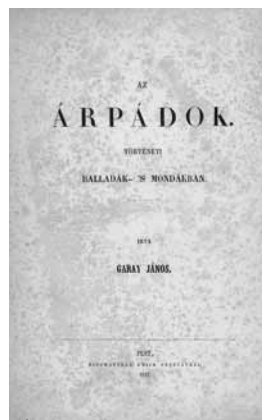 AZ
ÁRPÁDOK.
TÖRTÉNETI
BALLADÁK- 'S MONDÁKBAN.
IRTA
GARAY JÁNOS.
PEST,